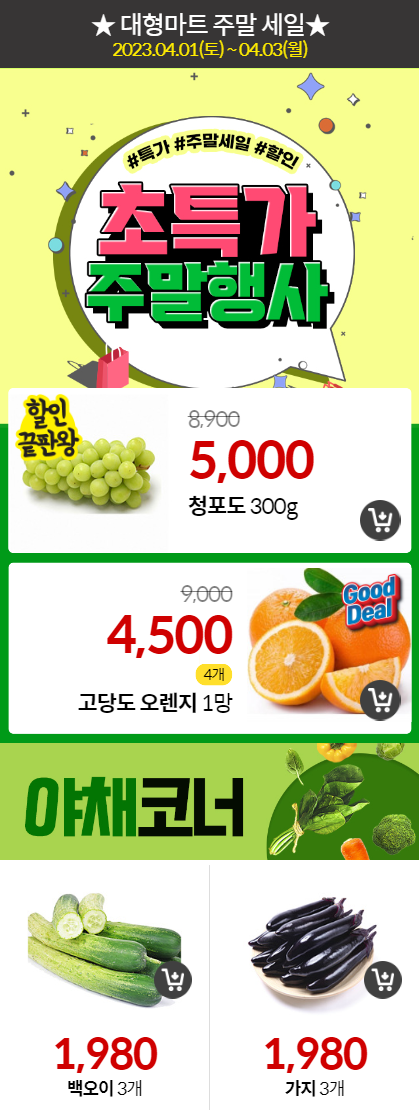 ★ 대형마트 주말 세일★
2023.04.01(토) ~ 04.03(월)
#특가 #주말세일 #할인
초특가
주말행사
할인
끝판왕
8,900
5,000
청포도 300g
9,000
4,500
4개
고당도 오렌지 1망
Good
Deal
야채코너
1,980
백오이 3개
1,980
가지 3개